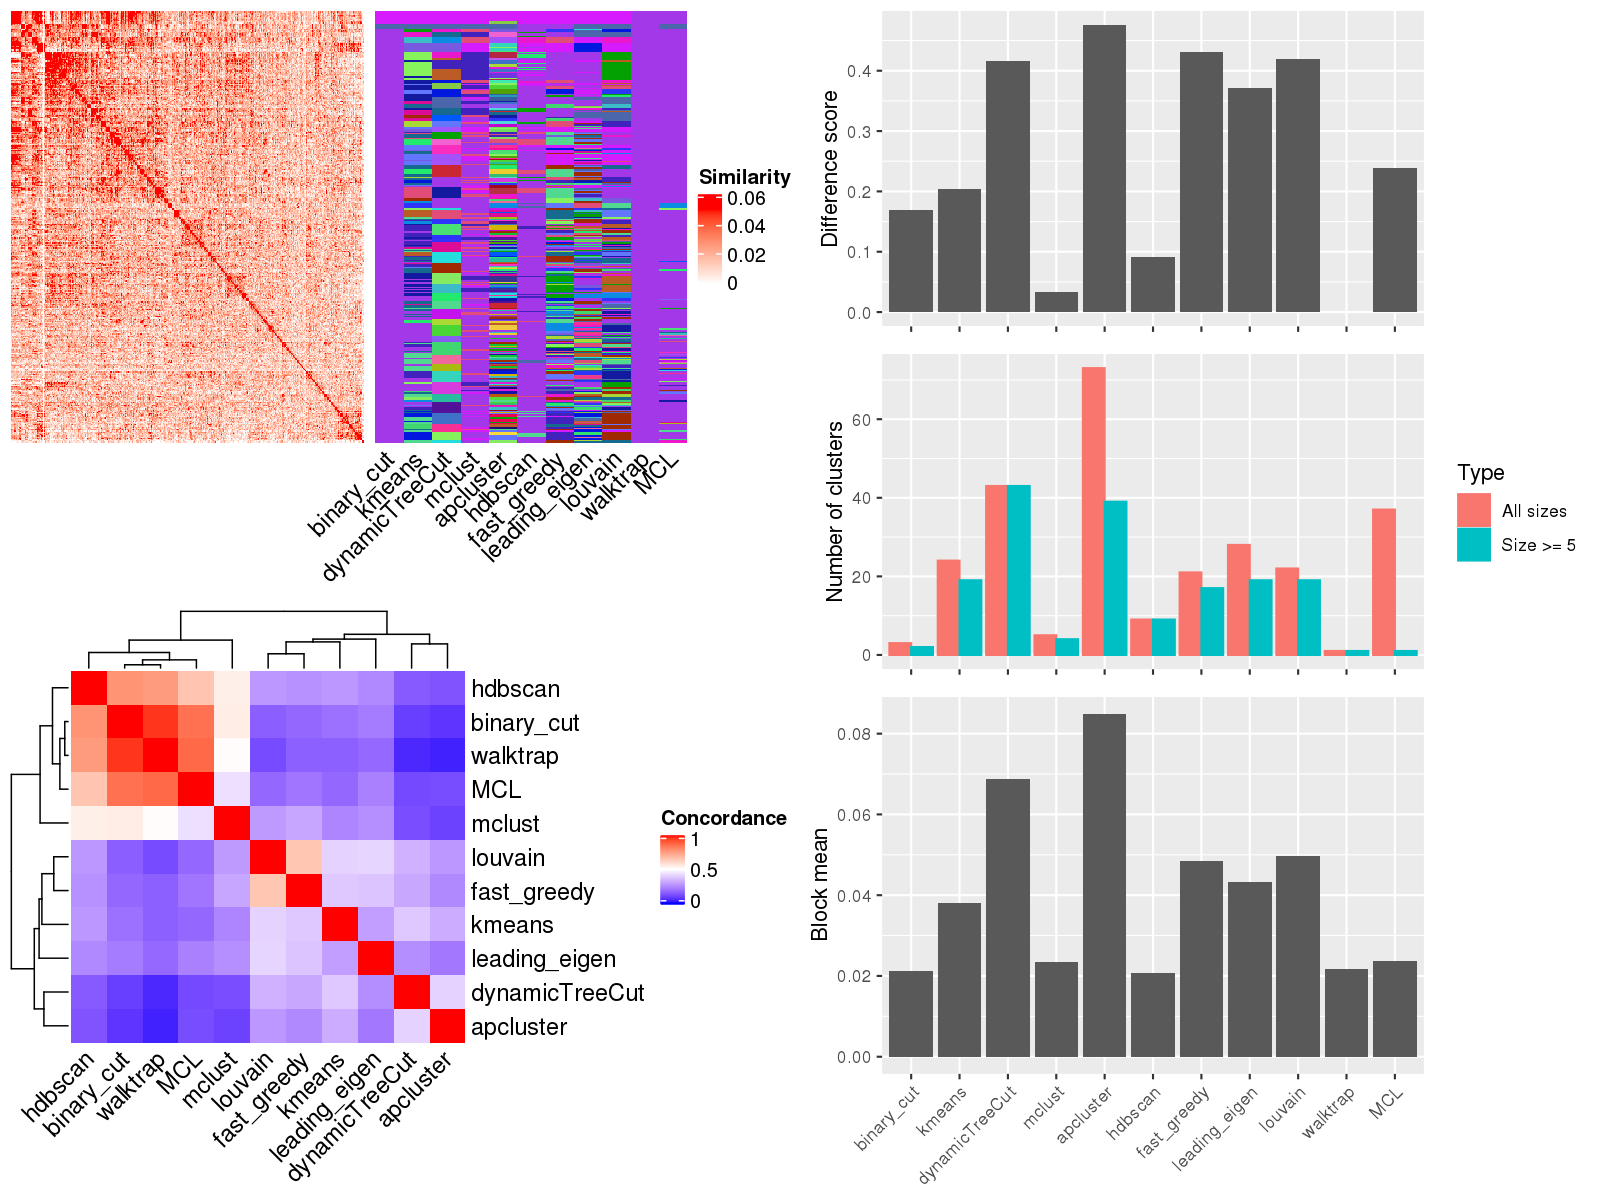 Similarity
0.06
0.04
0.02
0
binary_cut
kmeans
dynamicTreeCut
mclust
apcluster
hdbscan
fast_greedy
leading_eigen
louvain
walktrap
MCL
hdbscan
binary_cut
walktrap
MCL
mclust
louvain
fast_greedy
kmeans
leading_eigen
dynamicTreeCut
apcluster
hdbscan
binary_cut
walktrap
MCL
mclust
louvain
fast_greedy
kmeans
leading_eigen
dynamicTreeCut
apcluster
Concordance
1
0.5
0
Difference score
0.4
0.3
0.2
0.1
0.0
Number of clusters
60
40
20
0
Type
All sizes
Size >= 5
Block mean
0.08
0.06
0.04
0.02
0.00
binary_cut
kmeans
dynamicTreeCut
mclust
apcluster
hdbscan
fast_greedy
leading_eigen
louvain
walktrap
MCL